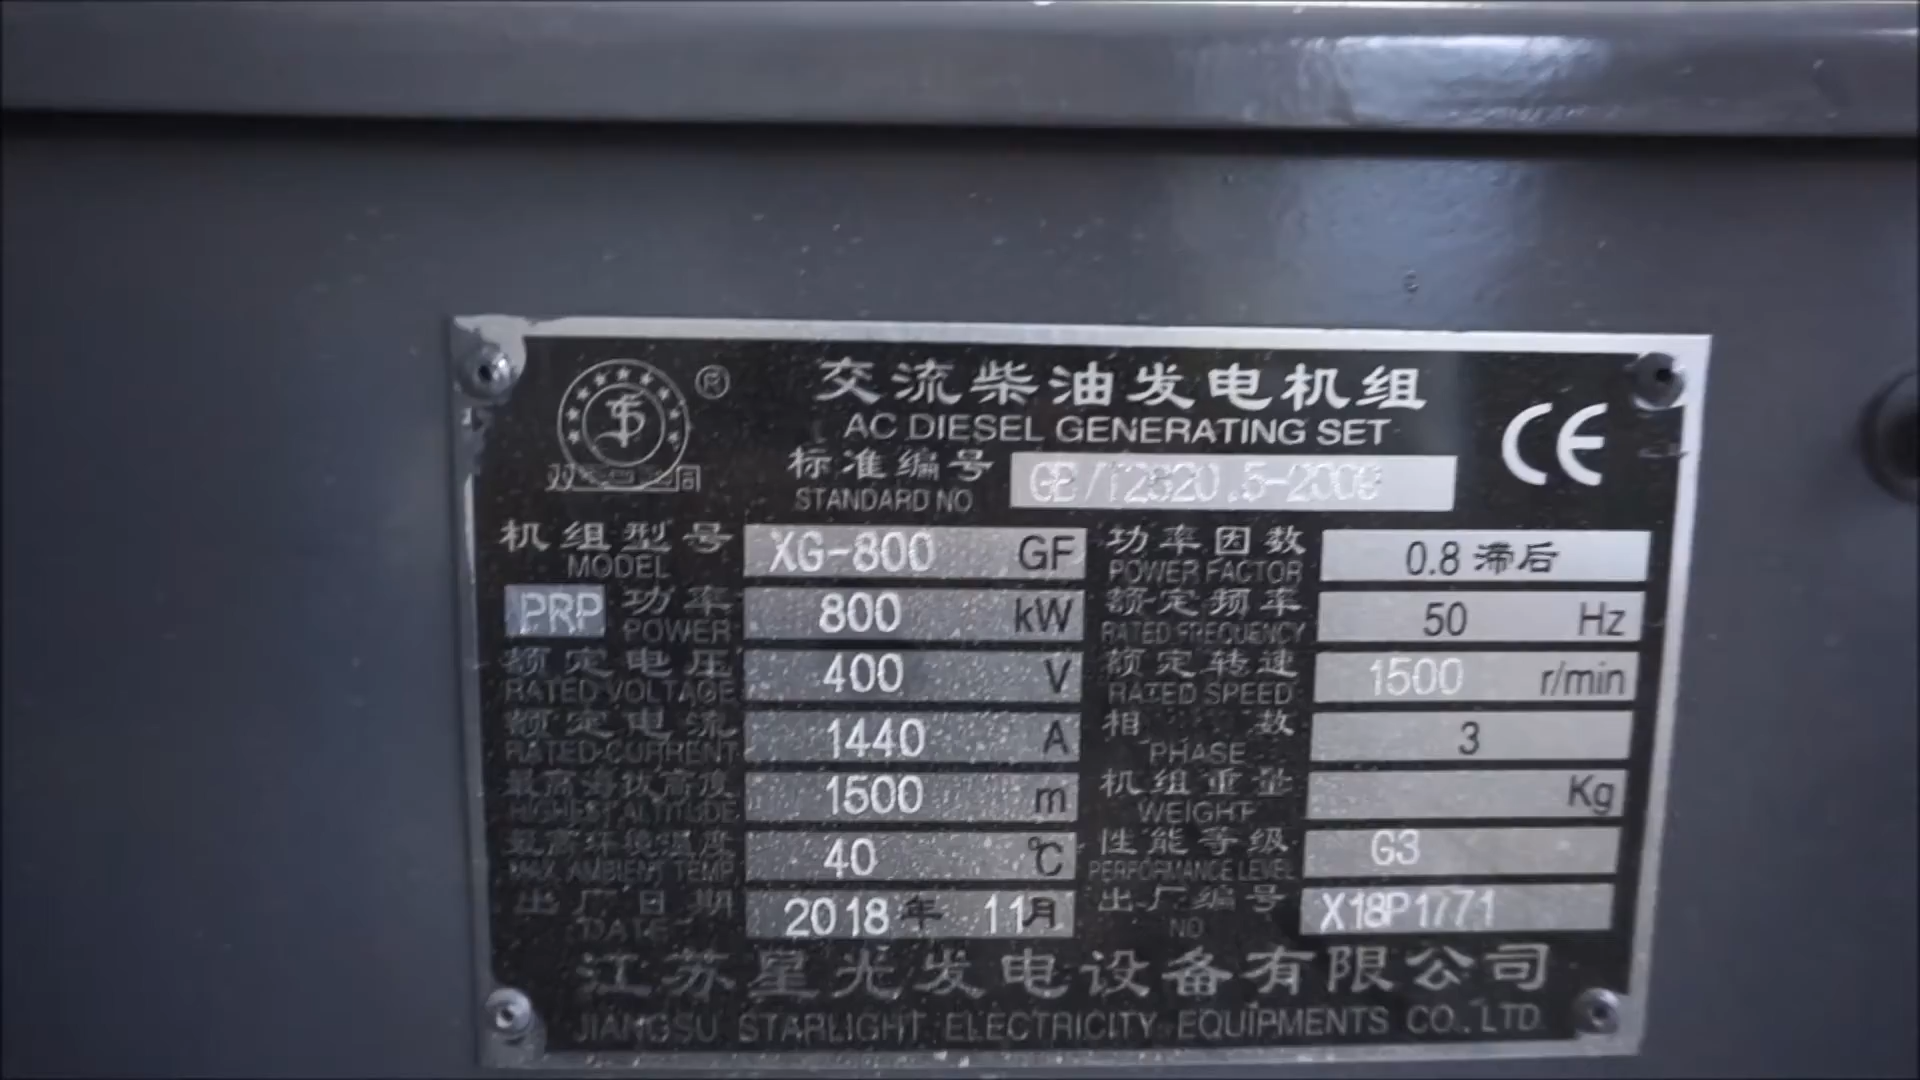 ® 交流柴油发电机组
AC DIESEL GENERATING SET
标准编号
STANDARD NO GB/T2820.5-2009
CE
机组型号 XG-800 GF 功率因数 0.8 滞后
MODEL POWER FACTOR
PRP 功率 800 kW 额定频率 50 Hz
POWER RATED FREQUENCY
额定电压 400 V 额定转速 1500 r/min
RATED VOLTAGE RATED SPEED
额定电流 1440 A 相数 3
RATED CURRENT PHASE
最高海拔高度 1500 m 机组重量 Kg
HIGHEST ALTITUDE WEIGHT
最高环境温度 40 ℃ 性能等级 G3
MAX AMBIENT TEMP PERFORMANCE LEVEL
出厂日期 2018年 11月 出厂编号 X18P1771
DATE NO
江苏星光发电设备有限公司
JIANGSU STARLIGHT ELECTRICITY EQUIPMENTS CO.,LTD.